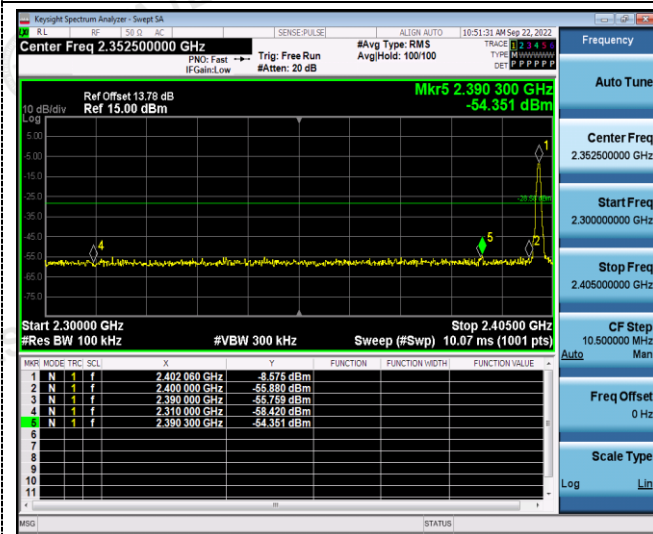 Keysight Spectrum Analyzer - Swept SA
RL RF 50 Ω AC SENSE:PULSE ALIGN AUTO 10:51:31 AM Sep 22, 2022
Center Freq 2.352500000 GHz #Avg Type: RMS TRACE 1 2 3 4 5 6
PNO: Fast Trig: Free Run Avg|Hold: 100/100 TYPE M W W W W W
IFGain:Low #Atten: 20 dB DET P P P P P P
Frequency
Auto Tune
Mkr5 2.390 300 GHz
Ref Offset 13.78 dB
10 dB/div Ref 15.00 dBm -54.351 dBm
Log
5.00
-5.00
-15.0
-25.0
-35.0
-45.0
-55.0
-65.0
-75.0
1
2
4
5
Center Freq
2.352500000 GHz
Start Freq
2.300000000 GHz
Stop Freq
2.405000000 GHz
CF Step
10.500000 MHz
Auto Man
Freq Offset
0 Hz
Scale Type
Log Lin
Start 2.30000 GHz Stop 2.40500 GHz
#Res BW 100 kHz #VBW 300 kHz Sweep (#Swp) 10.07 ms (1001 pts)
MKR MODE TRC SCL X Y FUNCTION FUNCTION WIDTH FUNCTION VALUE
1 N 1 f 2.402 060 GHz -8.575 dBm
2 N 1 f 2.400 000 GHz -55.880 dBm
3 N 1 f 2.390 000 GHz -55.759 dBm
4 N 1 f 2.310 000 GHz -58.420 dBm
5 N 1 f 2.390 300 GHz -54.351 dBm
6
7
8
9
10
11
MSG STATUS